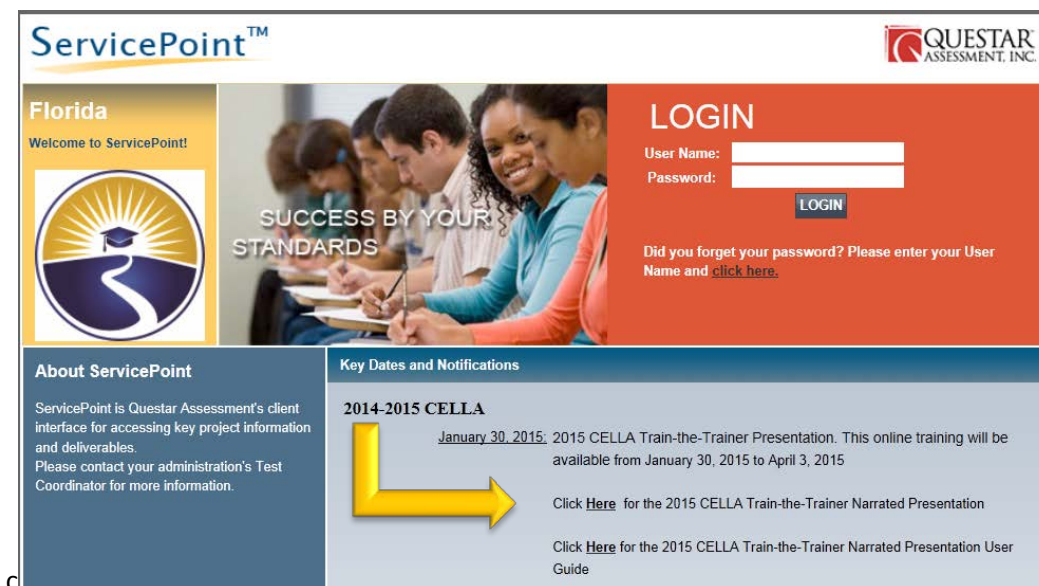 ServicePoint™
QUESTAR
ASSESSMENT, INC.
Florida
Welcome to ServicePoint!
SUCCESS BY YOUR
STANDARDS
LOGIN
User Name:
Password:
LOGIN
Did you forget your password? Please enter your User
Name and click here.
About ServicePoint
ServicePoint is Questar Assessment's client
interface for accessing key project information
and deliverables.
Please contact your administration's Test
Coordinator for more information.
Key Dates and Notifications
2014-2015 CELLA
January 30, 2015: 2015 CELLA Train-the-Trainer Presentation. This online training will be
available from January 30, 2015 to April 3, 2015
Click Here for the 2015 CELLA Train-the-Trainer Narrated Presentation
Click Here for the 2015 CELLA Train-the-Trainer Narrated Presentation User
Guide
c